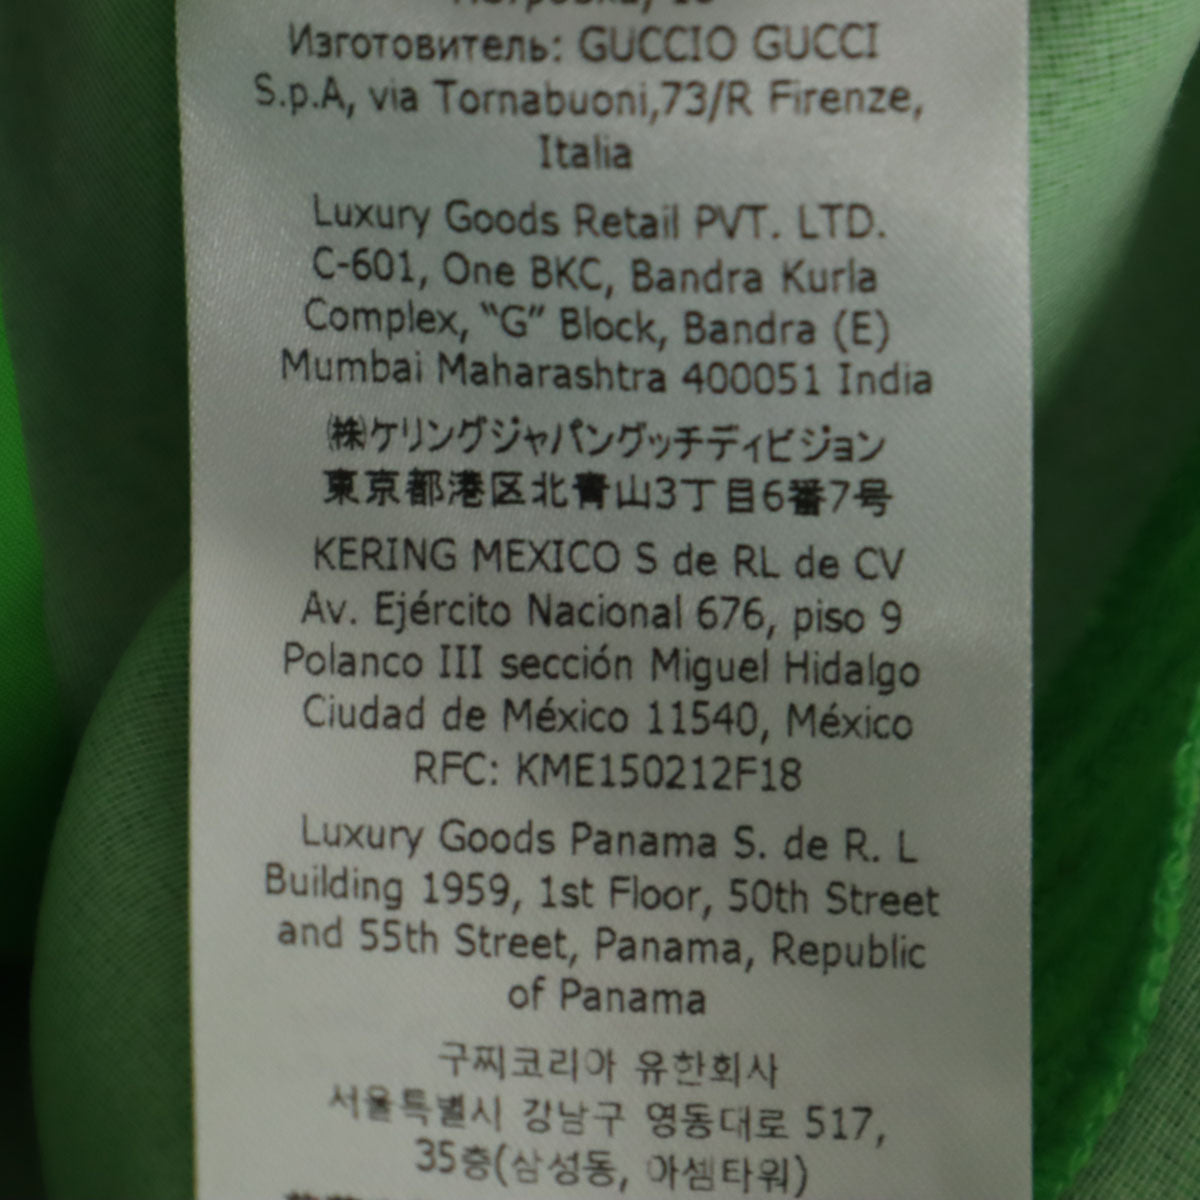 Изготовитель: GUCCIO GUCCI
S.p.A, via Tornabuoni,73/R Firenze,
Italia
Luxury Goods Retail PVT. LTD.
C-601, One BKC, Bandra Kurla
Complex, “G” Block, Bandra (E)
Mumbai Maharashtra 400051 India
㈱ケリングジャパングッチディビジョン
東京都港区北青山3丁目6番7号
KERING MEXICO S de RL de CV
Av. Ejército Nacional 676, piso 9
Polanco III sección Miguel Hidalgo
Ciudad de México 11540, México
RFC: KME150212F18
Luxury Goods Panama S. de R. L
Building 1959, 1st Floor, 50th Street
and 55th Street, Panama, Republic
of Panama
구찌코리아 유한회사
서울특별시 강남구 영동대로 517,
35층(삼성동, 아셈타워)